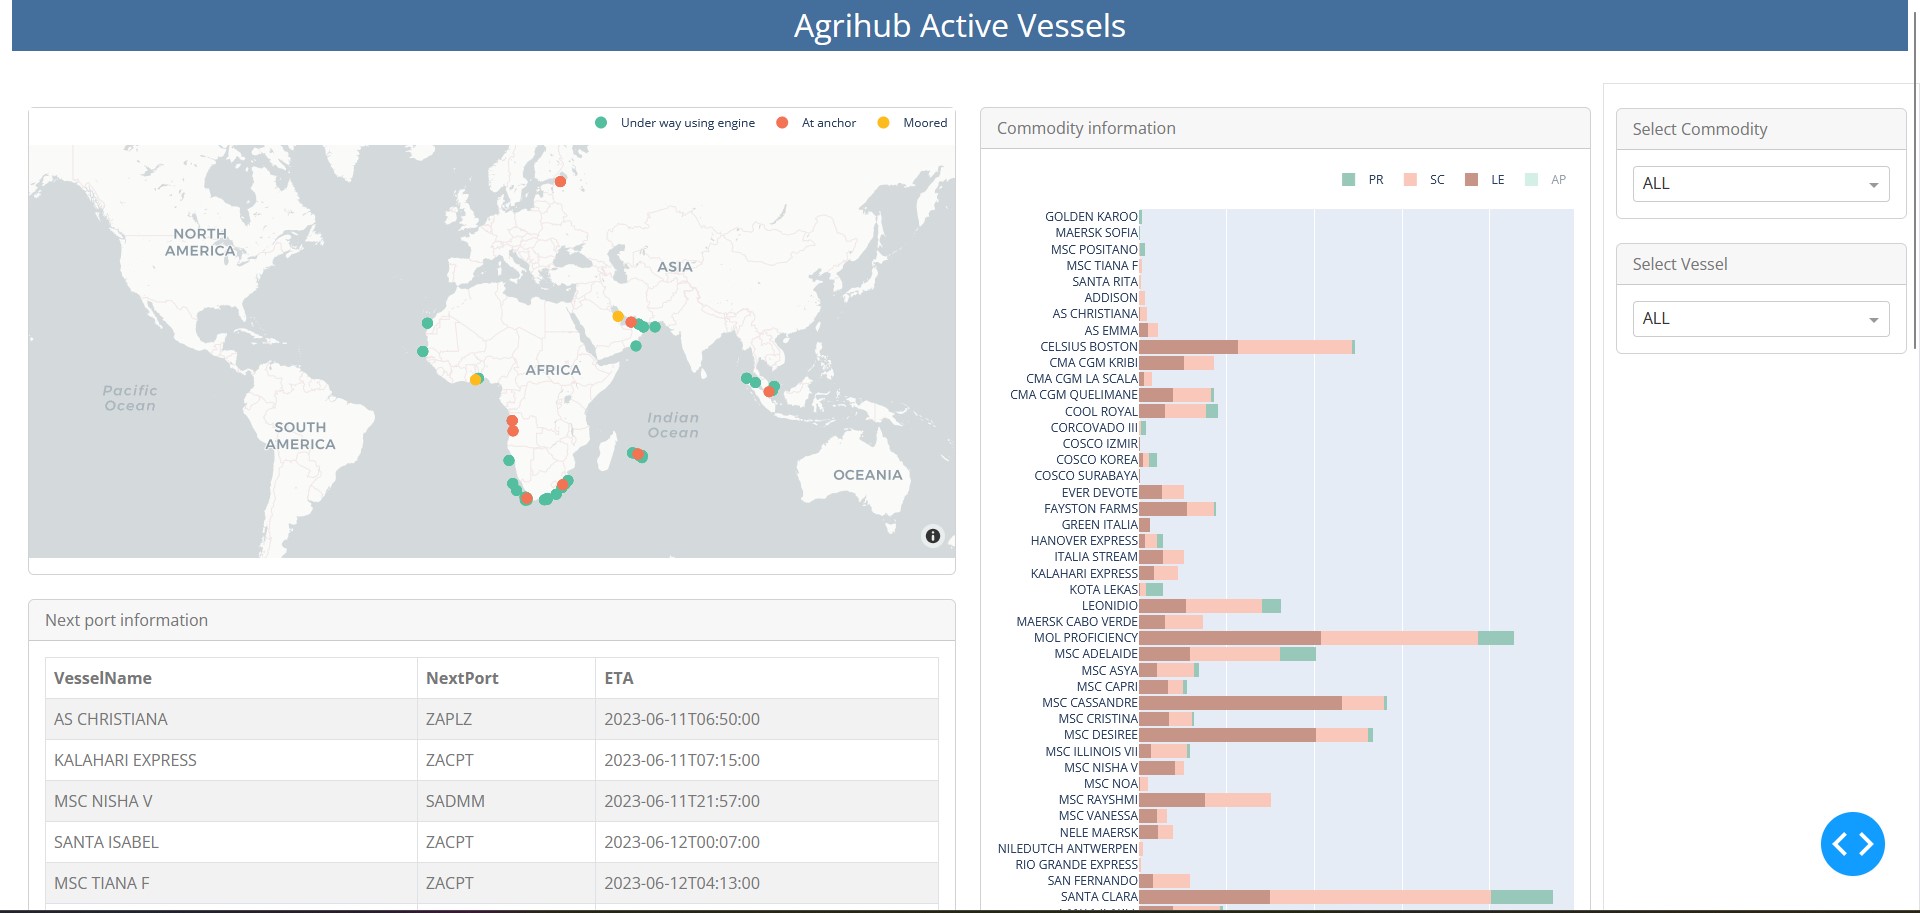 Agrihub Active Vessels
Under way using engine At anchor Moored
NORTH
AMERICA
ASIA
AFRICA
Pacific
Ocean
Indian
Ocean
SOUTH
AMERICA
OCEANIA
Next port information
VesselName NextPort ETA
AS CHRISTIANA ZAPLZ 2023-06-11T06:50:00
KALAHARI EXPRESS ZACPT 2023-06-11T07:15:00
MSC NISHA V SADMM 2023-06-11T21:57:00
SANTA ISABEL ZACPT 2023-06-12T00:07:00
MSC TIANA F ZACPT 2023-06-12T04:13:00
Commodity information
PR SC LE AP
GOLDEN KAROO
MAERSK SOFIA
MSC POSITANO
MSC TIANA F
SANTA RITA
ADDISON
AS CHRISTIANA
AS EMMA
CELSIUS BOSTON
CMA CGM KRIBI
CMA CGM LA SCALA
CMA CGM QUELIMANE
COOL ROYAL
CORCOVADO III
COSCO IZMIR
COSCO KOREA
COSCO SURABAYA
EVER DEVOTE
FAYSTON FARMS
GREEN ITALIA
HANOVER EXPRESS
ITALIA STREAM
KALAHARI EXPRESS
KOTA LEKAS
LEONIDIO
MAERSK CABO VERDE
MOL PROFICIENCY
MSC ADELAIDE
MSC ASYA
MSC CAPRI
MSC CASSANDRE
MSC CRISTINA
MSC DESIREE
MSC ILLINOIS VII
MSC NISHA V
MSC NOA
MSC RAYSHMI
MSC VANESSA
NELE MAERSK
NILEDUTCH ANTWERPEN
RIO GRANDE EXPRESS
SAN FERNANDO
SANTA CLARA
Select Commodity
ALL
Select Vessel
ALL